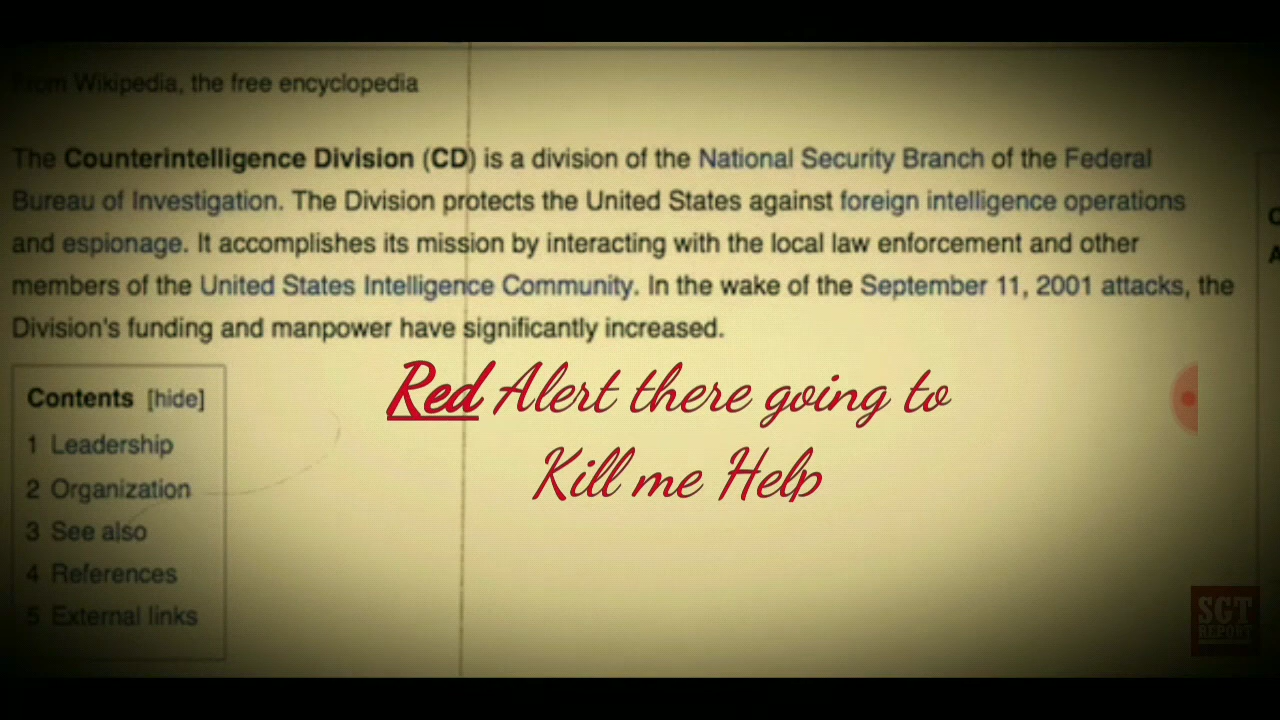 From Wikipedia, the free encyclopedia
The Counterintelligence Division (CD) is a division of the National Security Branch of the Federal
Bureau of Investigation. The Division protects the United States against foreign intelligence operations
and espionage. It accomplishes its mission by interacting with the local law enforcement and other
members of the United States Intelligence Community. In the wake of the September 11, 2001 attacks, the
Division's funding and manpower have significantly increased.
Contents [hide]
1 Leadership
2 Organization
3 See also
4 References
5 External links
Red Alert there going to
Kill me Help
SGT
REPORT